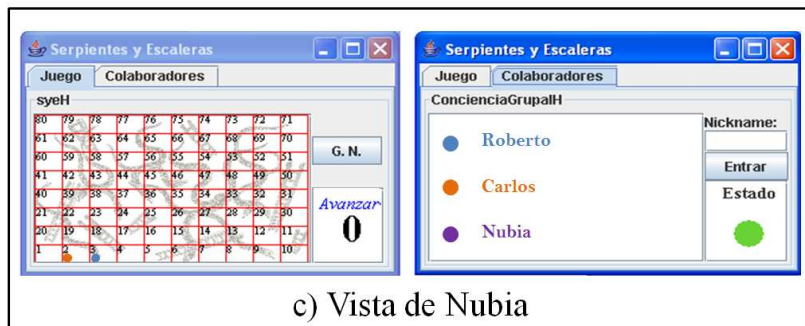 Serpientes y Escaleras
Juego Colaboradores
syeH
80 79 78 77 76 75 74 73 72 71
61 62 63 64 65 66 67 68 69 70
60 59 58 57 56 55 54 53 52 51
41 42 43 44 45 46 47 48 49 50
40 39 38 37 36 35 34 33 32 31
21 22 23 24 25 26 27 28 29 30
20 19 18 17 16 15 14 13 12 11
1 2 3 4 5 6 7 8 9 10
G. N.
Avanzar
0
Serpientes y Escaleras
Juego Colaboradores
ConcienciaGrupalH
Roberto
Carlos
Nubia
Nickname:
Entrar
Estado
c) Vista de Nubia